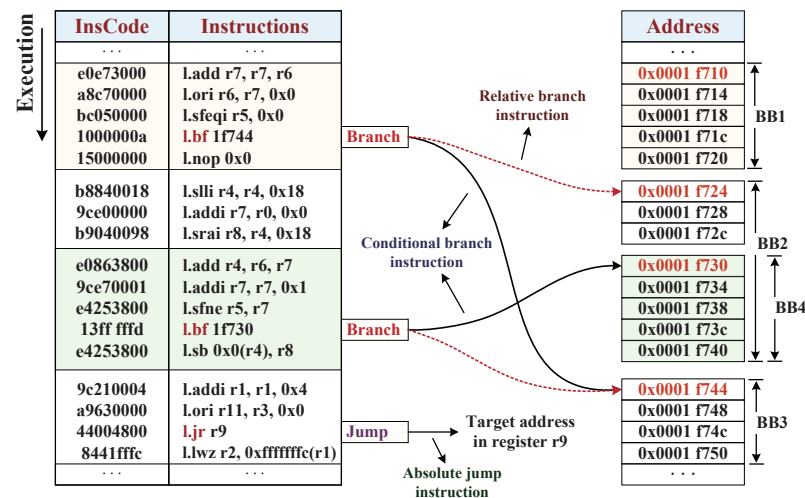 Execution
InsCode Instructions
· · · · · ·
e0e73000 l.add r7, r7, r6
a8c70000 l.ori r6, r7, 0x0
bc050000 l.sfeqi r5, 0x0
1000000a l.bf 1f744
15000000 l.nop 0x0
b8840018 l.slli r4, r4, 0x18
9ce00000 l.addi r7, r0, 0x0
b9040098 l.srai r8, r4, 0x18
e0863800 l.add r4, r6, r7
9ce70001 l.addi r7, r7, 0x1
e4253800 l.sfne r5, r7
13ff fffd l.bf 1f730
e4253800 l.sb 0x0(r4), r8
9c210004 l.addi r1, r1, 0x4
a9630000 l.ori r11, r3, 0x0
44004800 l.jr r9
8441fffc l.lwz r2, 0xfffffffc(r1)
· · · · · ·
Branch
Branch
Jump
Relative branch
instruction
Conditional branch
instruction
Target address
in register r9
Absolute jump
instruction
Address
· · ·
0x0001 f710
0x0001 f714
0x0001 f718
0x0001 f71c
0x0001 f720
0x0001 f724
0x0001 f728
0x0001 f72c
0x0001 f730
0x0001 f734
0x0001 f738
0x0001 f73c
0x0001 f740
0x0001 f744
0x0001 f748
0x0001 f74c
0x0001 f750
· · ·
BB1
BB2
BB4
BB3